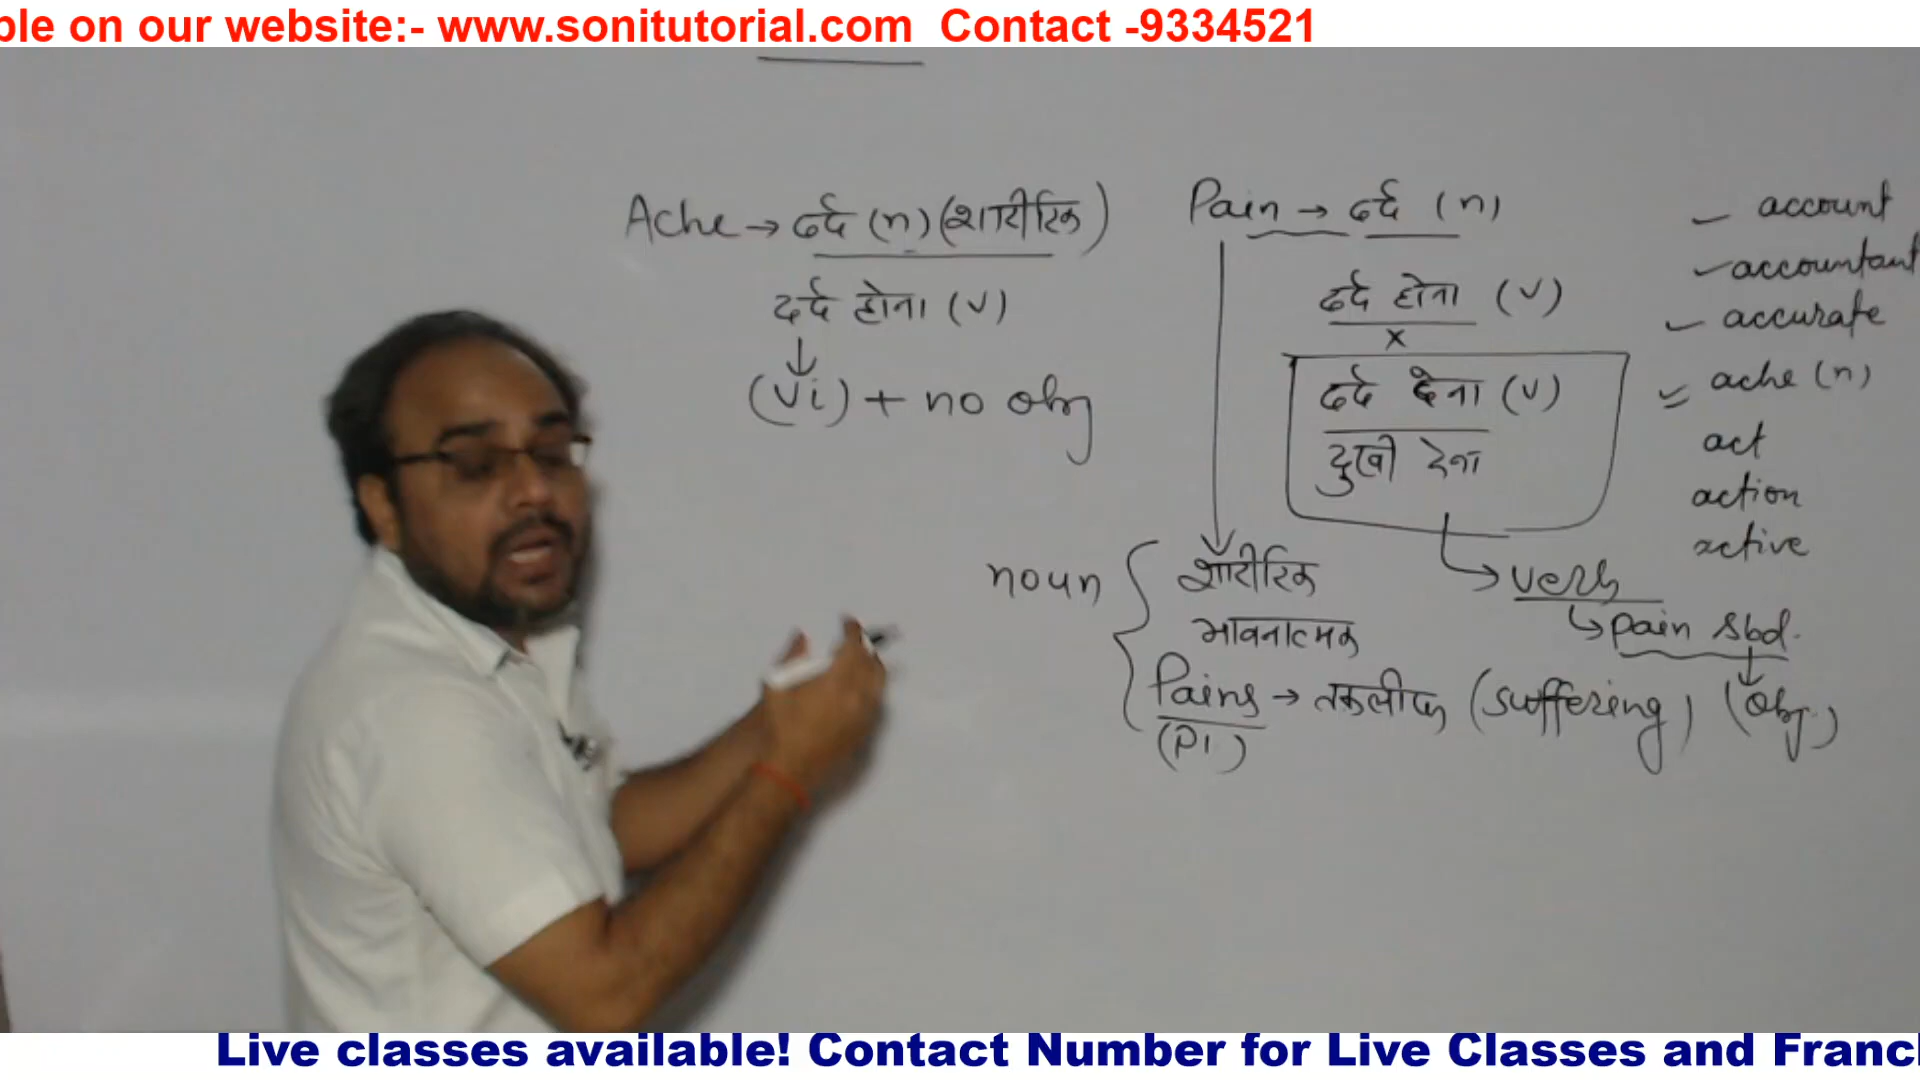 ble on our website:- www.sonitutorial.com Contact -9334521
Ache → दर्द (n) (शारीरिक)
दर्द होना (v)
↓
(vi) + no obj
Pain → दर्द (n)
दर्द होना (v)
x
दर्द देना (v)
दुखी देना
verb
pain sbd.
(obj.)
noun { शारीरिक
भावनात्मक
Pains → तकलीफ (suffering)
(Pl)
account
accountant
accurate
ache (n)
act
action
active
Live classes available! Contact Number for Live Classes and Franc